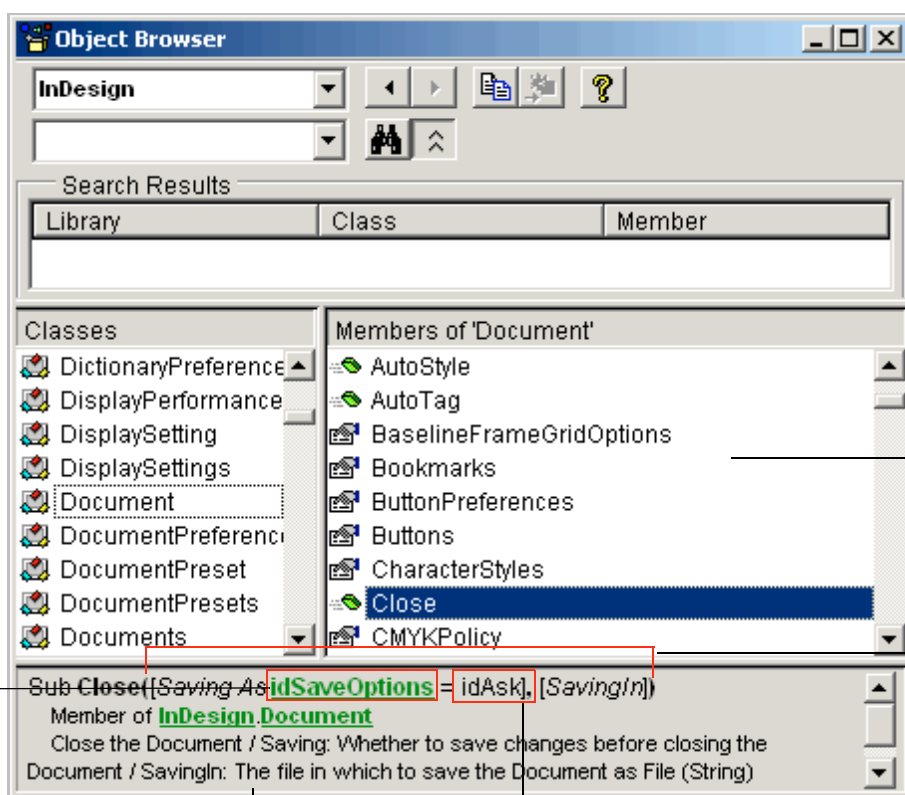 Object Browser
InDesign
Search Results
Library Class Member
Classes
DictionaryPreference
DisplayPerformance
DisplaySetting
DisplaySettings
Document
DocumentPreferenc
DocumentPreset
DocumentPresets
Documents
Members of 'Document'
AutoStyle
AutoTag
BaselineFrameGridOptions
Bookmarks
ButtonPreferences
Buttons
CharacterStyles
Close
CMYKPolicy
Sub Close([Saving As idSaveOptions = idAsk], [SavingIn])
Member of InDesign.Document
Close the Document / Saving: Whether to save changes before closing the
Document / SavingIn: The file in which to save the Document as File (String)